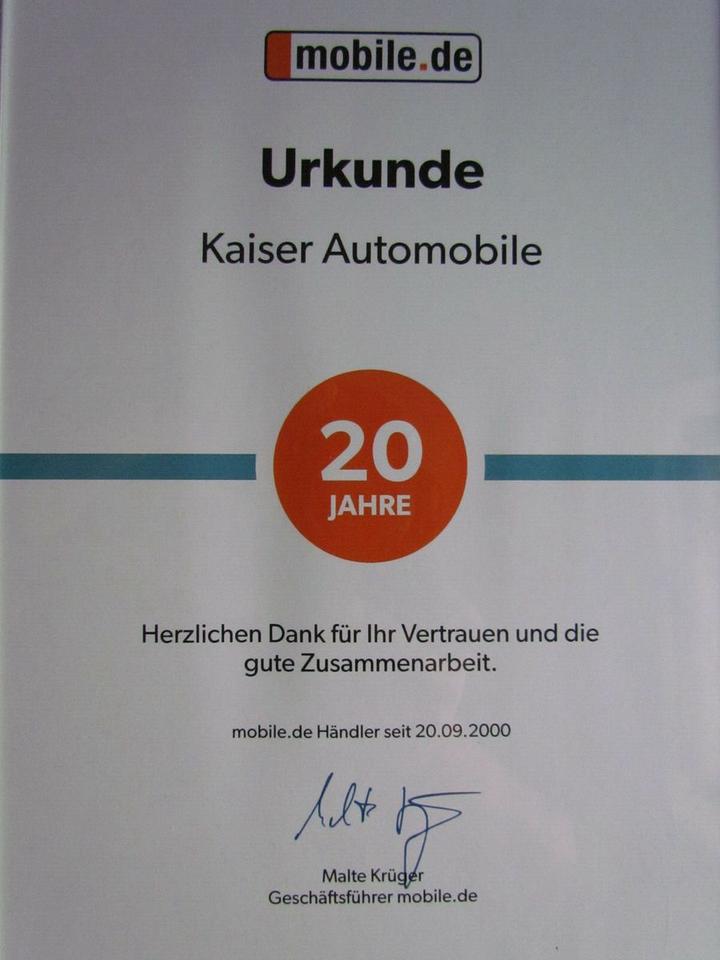 mobile.de
Urkunde
Kaiser Automobile
20
JAHRE
Herzlichen Dank für Ihr Vertrauen und die
gute Zusammenarbeit.
mobile.de Händler seit 20.09.2000
Malte Krüger
Geschäftsführer mobile.de